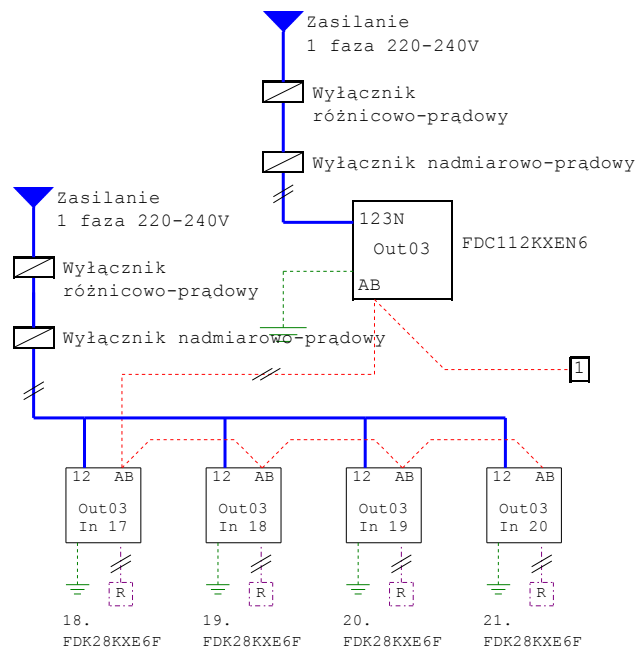 Zasilanie
1 faza 220-240V
Wyłącznik
różnicowo-prądowy
Wyłącznik nadmiarowo-prądowy
123N
Out03
AB
FDC112KXEN6
1
Zasilanie
1 faza 220-240V
Wyłącznik
różnicowo-prądowy
Wyłącznik nadmiarowo-prądowy
12 AB
Out03
In 17
R
18.
FDK28KXE6F
12 AB
Out03
In 18
R
19.
FDK28KXE6F
12 AB
Out03
In 19
R
20.
FDK28KXE6F
12 AB
Out03
In 20
R
21.
FDK28KXE6F